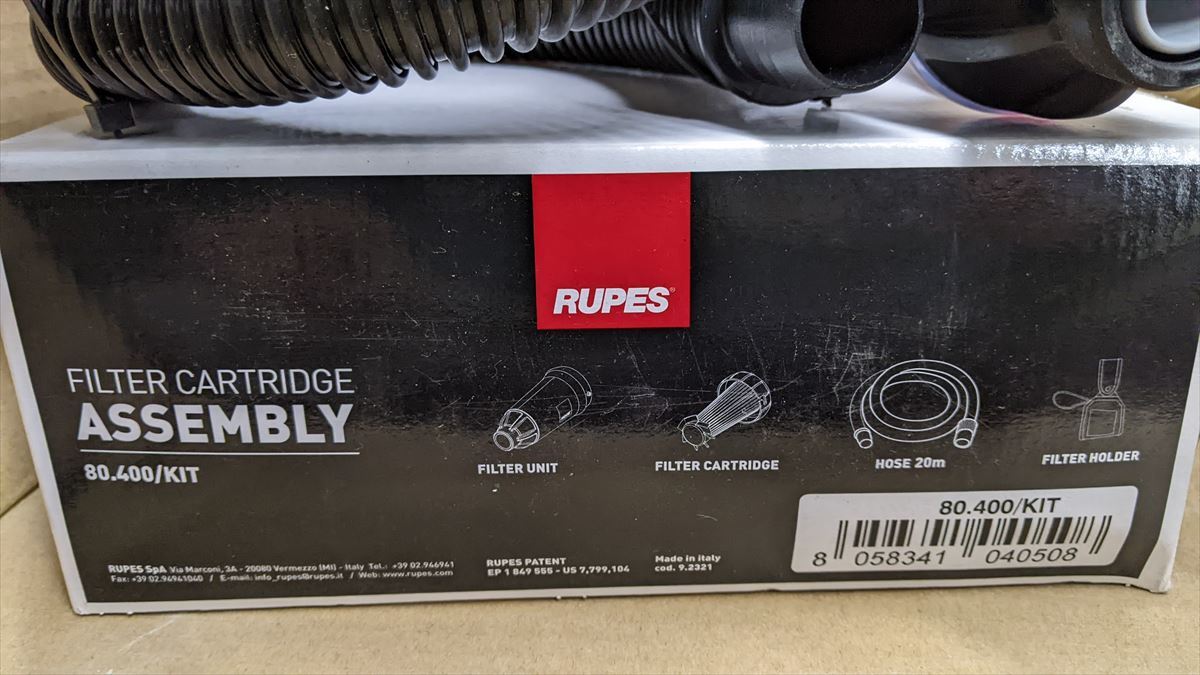 RUPES®
FILTER CARTRIDGE
ASSEMBLY
80.400/KIT
FILTER UNIT
FILTER CARTRIDGE
HOSE 20m
FILTER HOLDER
80.400/KIT
8 058341 040508
RUPES SpA Via Marconi, 3A - 20080 Vermezzo (MI) - Italy Tel.: +39 02.946941
Fax: +39 02.94941040 / E-mail: info_rupes@rupes.it / Web: www.rupes.com
RUPES PATENT
EP 1 849 555 - US 7,799,104
Made in italy
cod. 9.2321